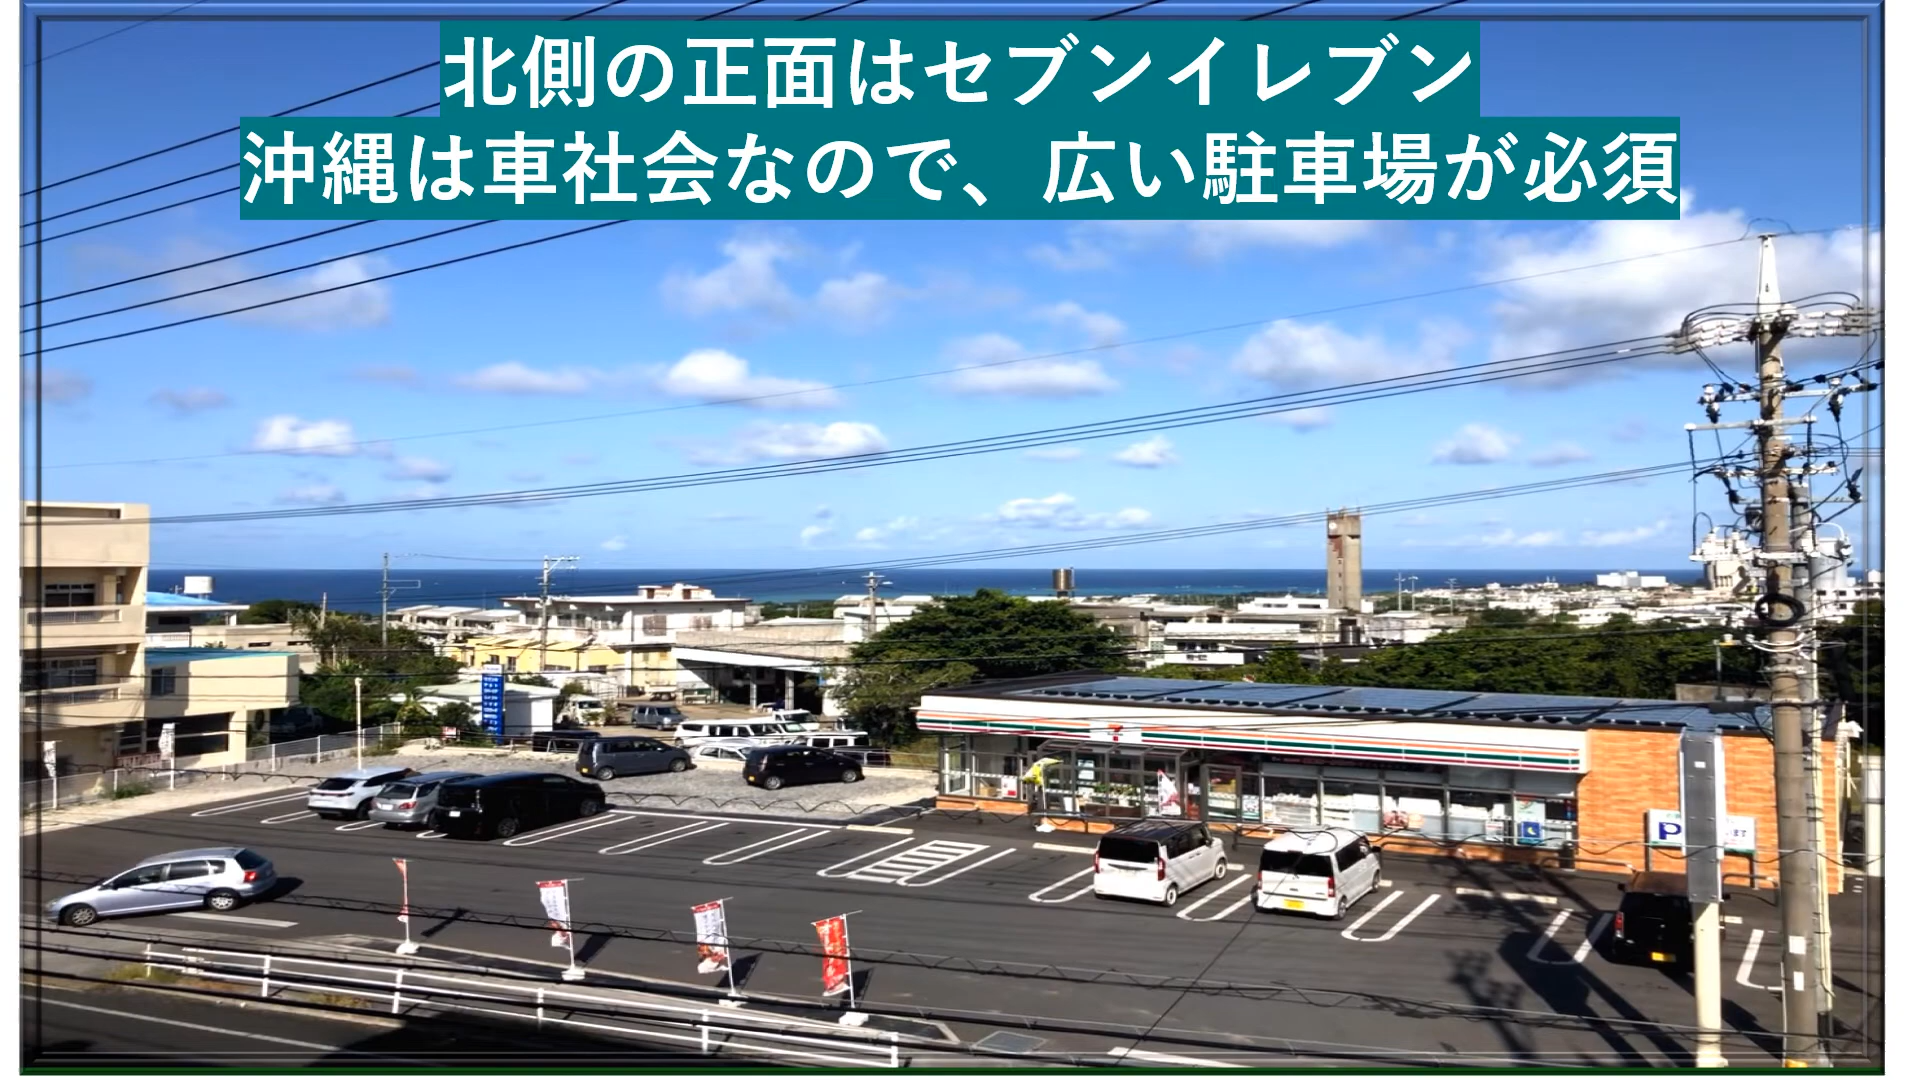 北側の正面はセブンイレブン
沖縄は車社会なので、広い駐車場が必須
P